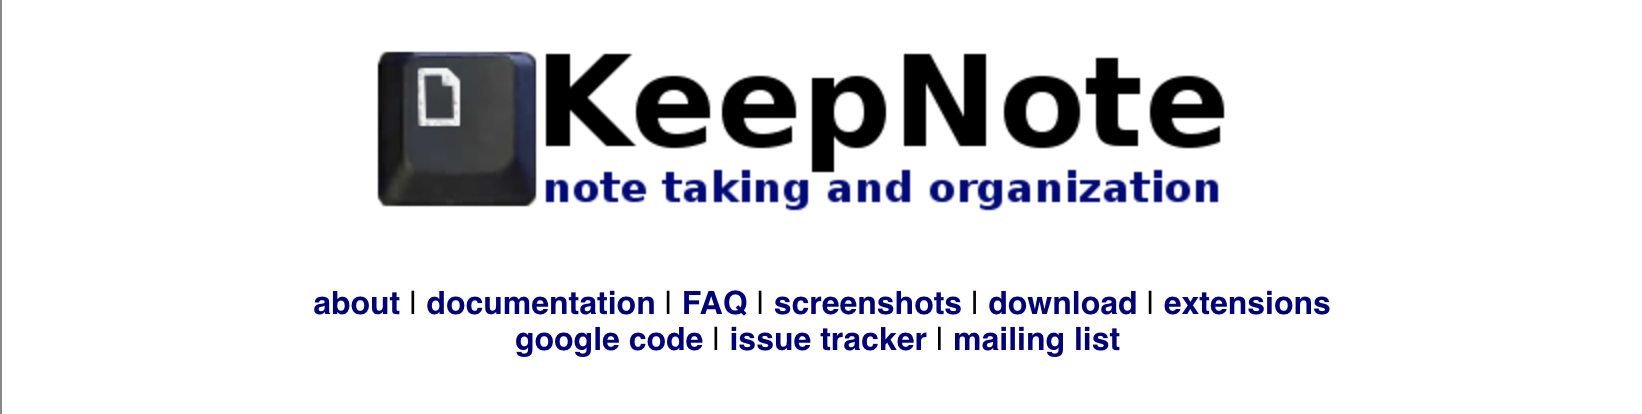 KeepNote
note taking and organization
about | documentation | FAQ | screenshots | download | extensions
google code | issue tracker | mailing list